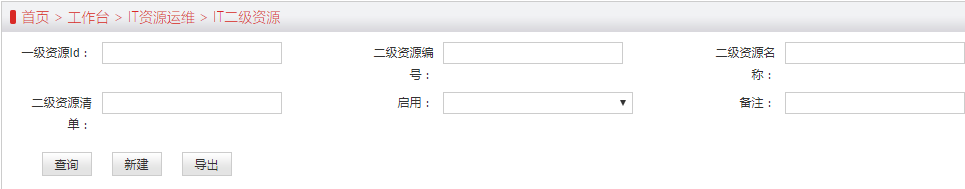 首页 > 工作台 > IT资源运维 > IT二级资源
一级资源Id：
二级资源编号：
二级资源名称：
二级资源清单：
启用：
备注：
查询 新建 导出